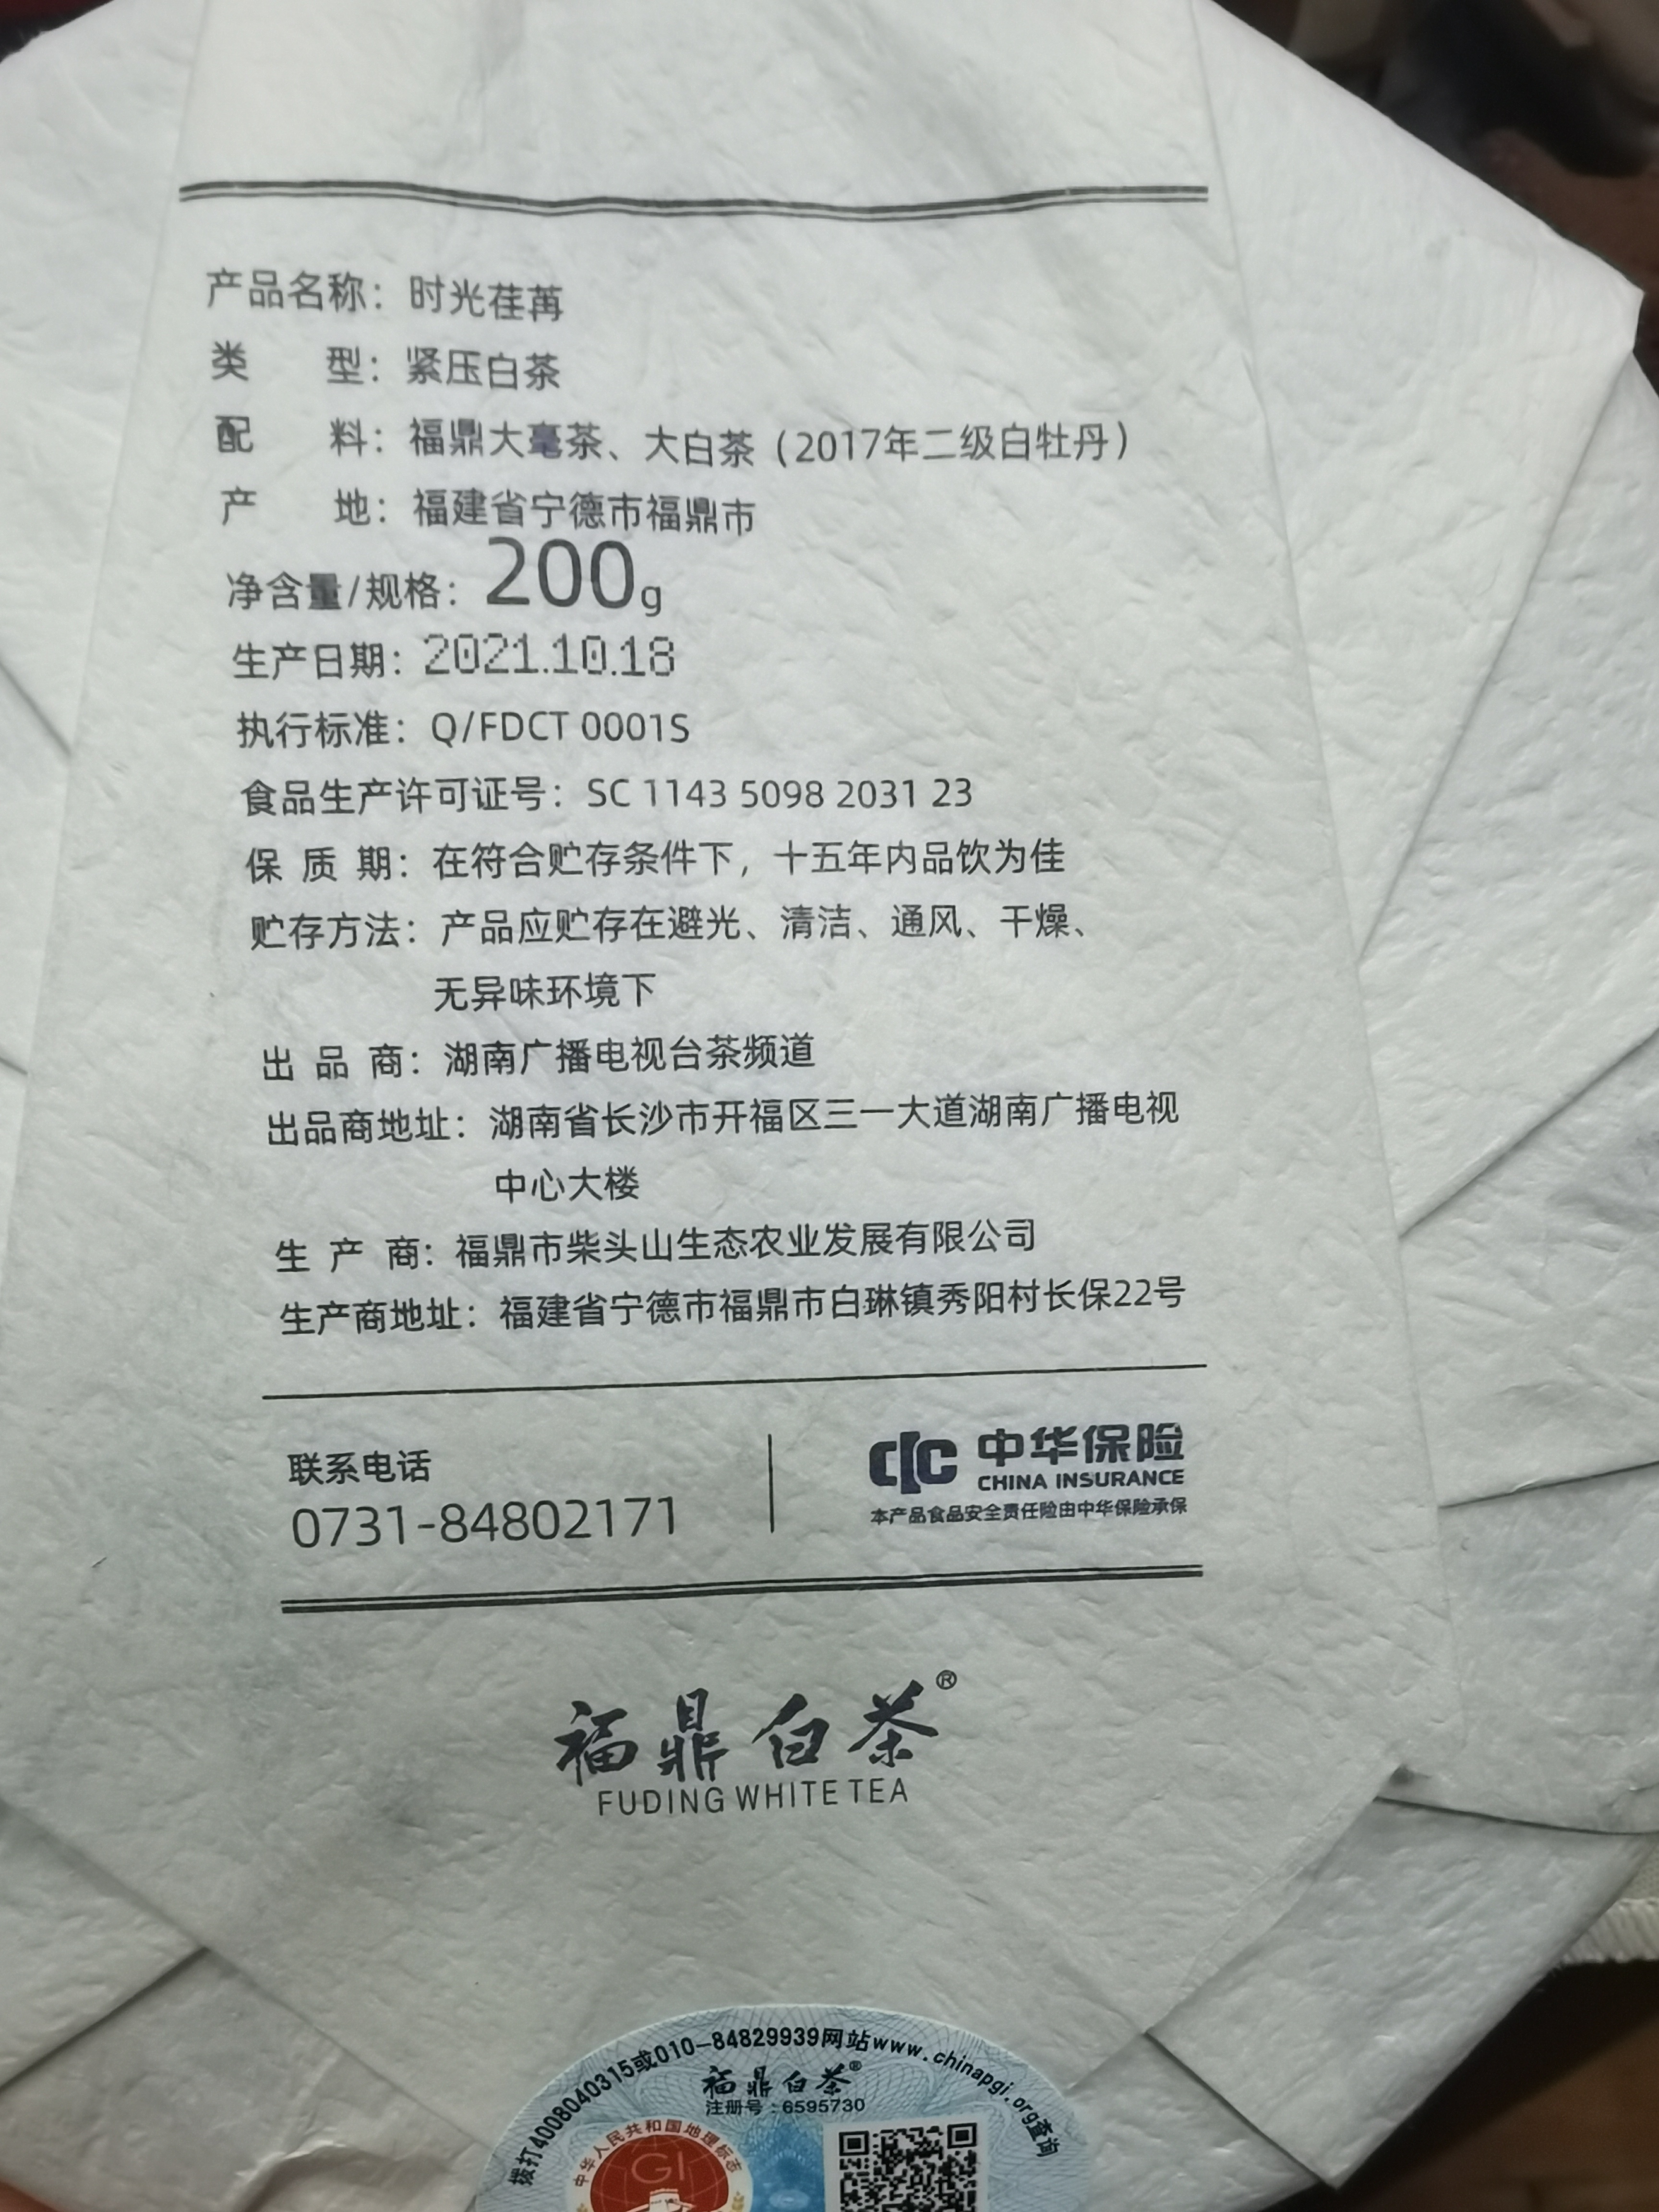 产品名称：时光荏苒
类 型：紧压白茶
配 料：福鼎大毫茶、大白茶（2017年二级白牡丹）
产 地：福建省宁德市福鼎市
净含量/规格：200g
生产日期：2021.10.18
执行标准：Q/FDCT 0001S
食品生产许可证号：SC 1143 5098 2031 23
保 质 期：在符合贮存条件下，十五年内品饮为佳
贮存方法：产品应贮存在避光、清洁、通风、干燥、
无异味环境下
出 品 商：湖南广播电视台茶频道
出品商地址：湖南省长沙市开福区三一大道湖南广播电视
中心大楼
生 产 商：福鼎市柴头山生态农业发展有限公司
生产商地址：福建省宁德市福鼎市白琳镇秀阳村长保22号
联系电话
0731-84802171
CIC 中华保险
CHINA INSURANCE
本产品食品安全责任险由中华保险承保
福鼎白茶®
FUDING WHITE TEA
拨打4008040315或010-84829939网站www.chinapgi.org查询
福鼎白茶®
注册号：6595730
中华人民共和国地理标志
GI